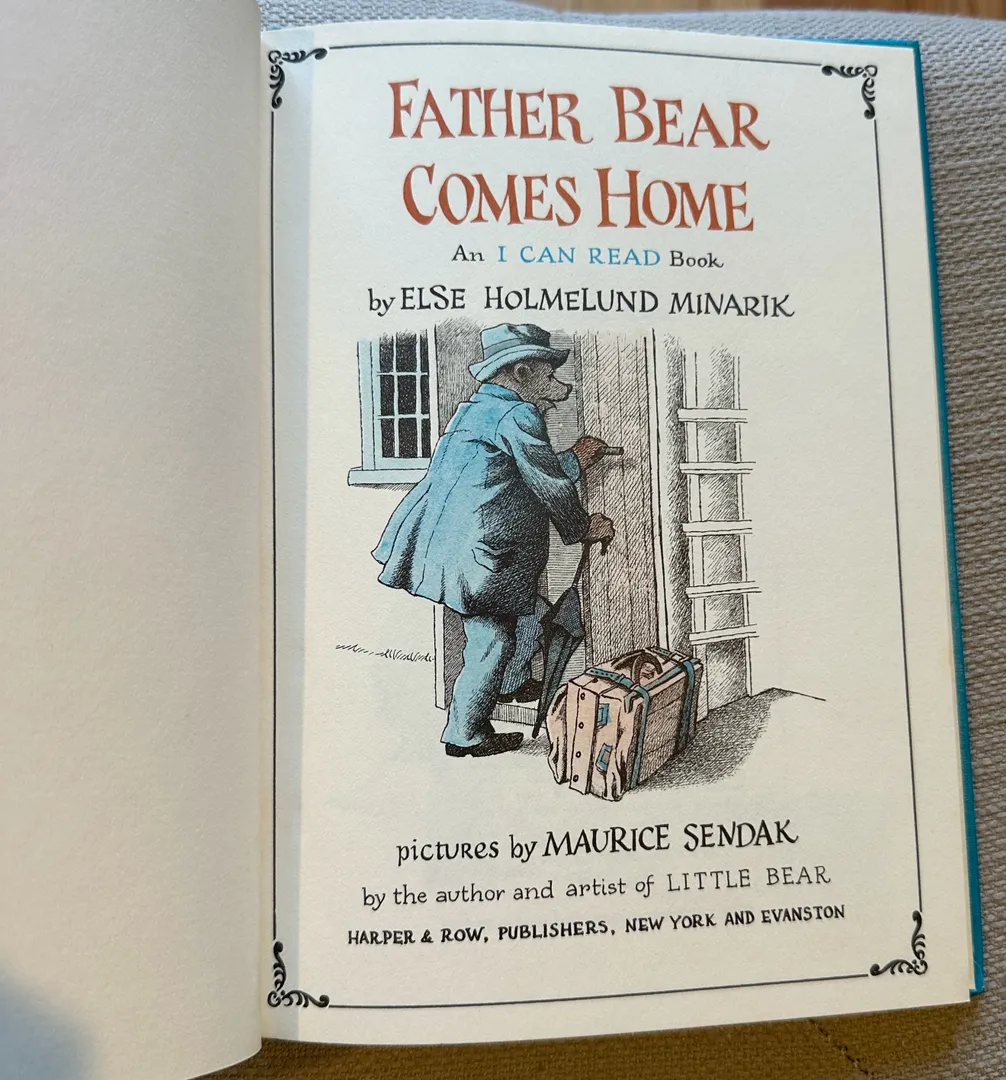 FATHER BEAR
COMES HOME
An I CAN READ Book
by ELSE HOLMELUND MINARIK
pictures by MAURICE SENDAK
by the author and artist of LITTLE BEAR
HARPER & ROW, PUBLISHERS, NEW YORK AND EVANSTON